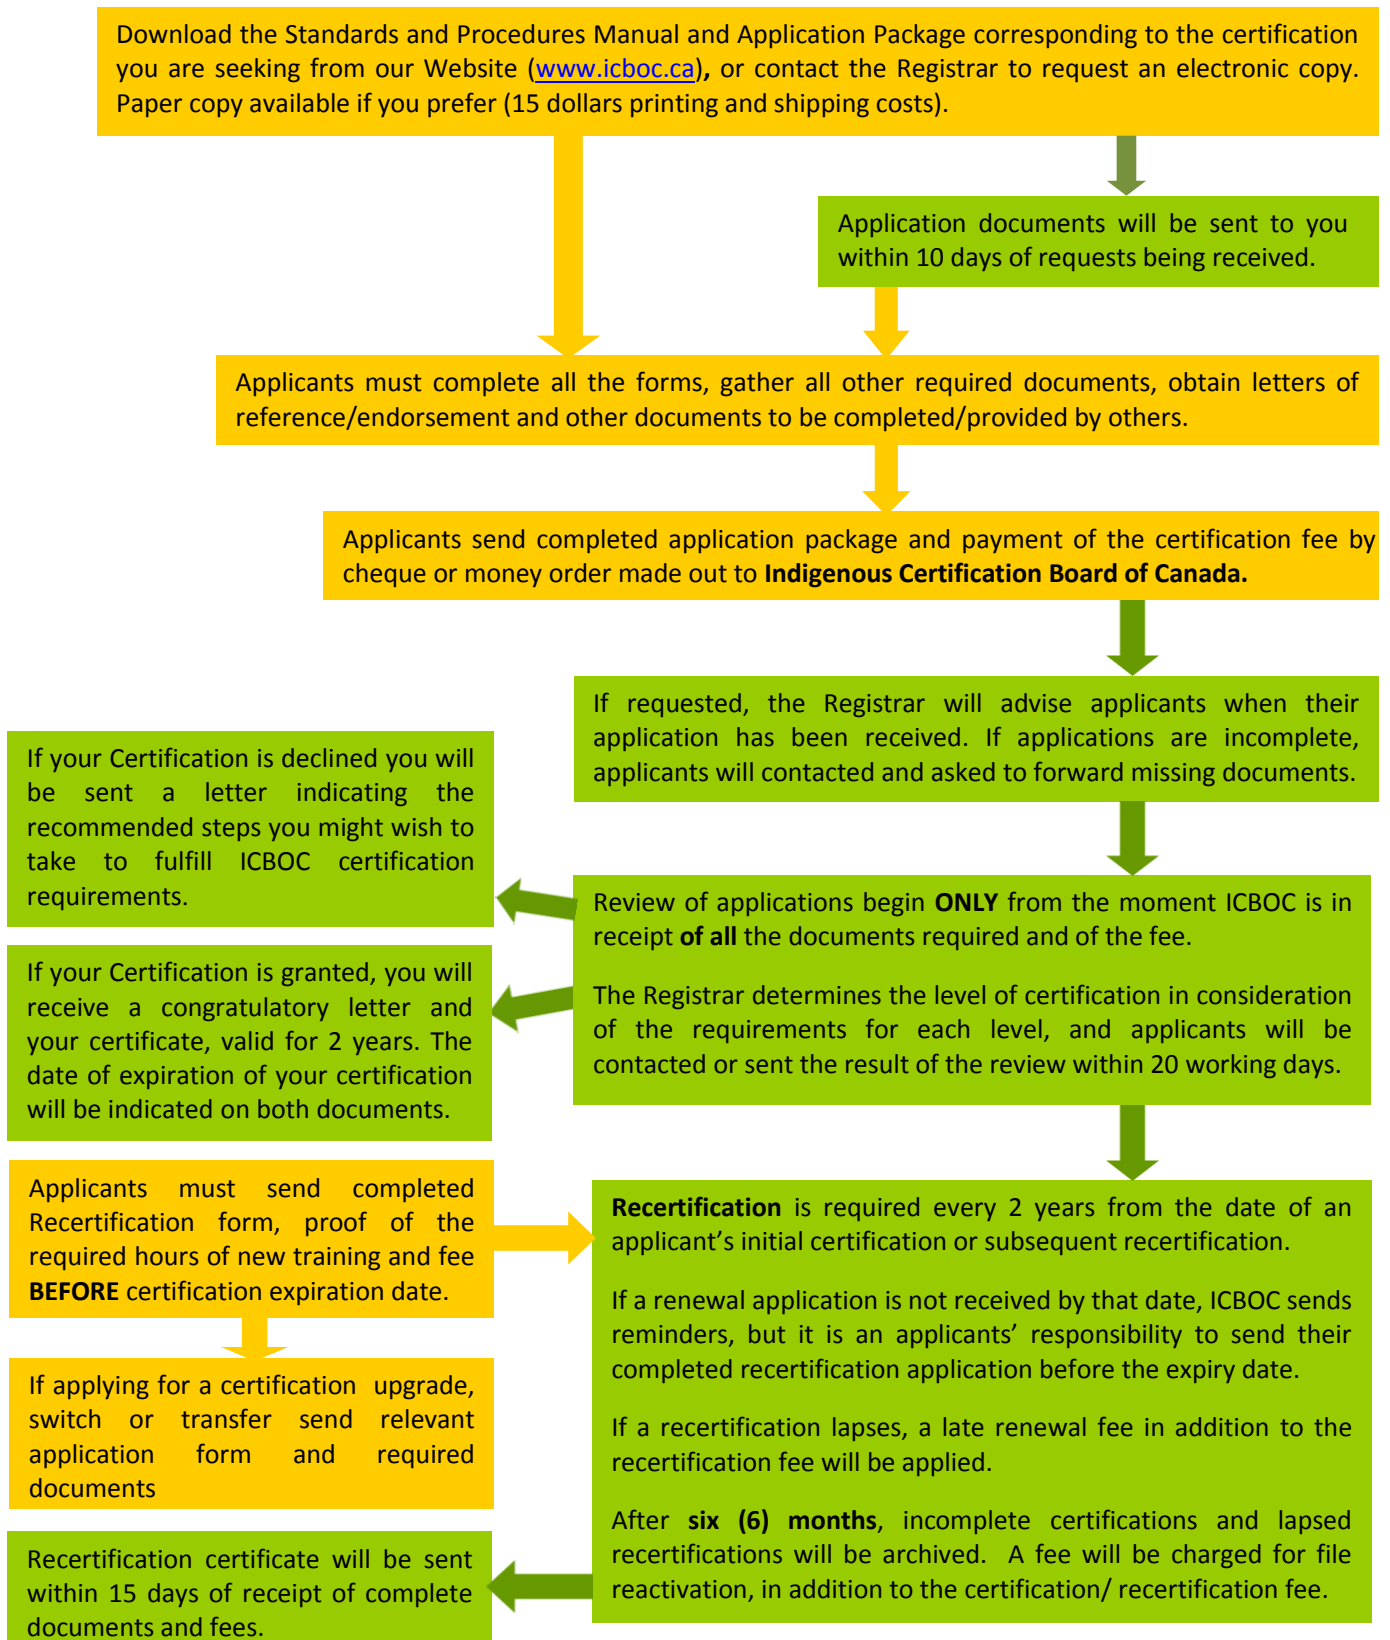 Download the Standards and Procedures Manual and Application Package corresponding to the certification
you are seeking from our Website (www.icboc.ca), or contact the Registrar to request an electronic copy.
Paper copy available if you prefer (15 dollars printing and shipping costs).
Application documents will be sent to you
within 10 days of requests being received.
Applicants must complete all the forms, gather all other required documents, obtain letters of
reference/endorsement and other documents to be completed/provided by others.
Applicants send completed application package and payment of the certification fee by
cheque or money order made out to Indigenous Certification Board of Canada.
If requested, the Registrar will advise applicants when their
application has been received. If applications are incomplete,
applicants will contacted and asked to forward missing documents.
If your Certification is declined you will
be sent a letter indicating the
recommended steps you might wish to
take to fulfill ICBOC certification
requirements.
Review of applications begin ONLY from the moment ICBOC is in
receipt of all the documents required and of the fee.
The Registrar determines the level of certification in consideration
of the requirements for each level, and applicants will be
contacted or sent the result of the review within 20 working days.
If your Certification is granted, you will
receive a congratulatory letter and
your certificate, valid for 2 years. The
date of expiration of your certification
will be indicated on both documents.
Applicants must send completed
Recertification form, proof of the
required hours of new training and fee
BEFORE certification expiration date.
If applying for a certification upgrade,
switch or transfer send relevant
application form and required
documents
Recertification is required every 2 years from the date of an
applicant’s initial certification or subsequent recertification.
If a renewal application is not received by that date, ICBOC sends
reminders, but it is an applicants’ responsibility to send their
completed recertification application before the expiry date.
If a recertification lapses, a late renewal fee in addition to the
recertification fee will be applied.
After six (6) months, incomplete certifications and lapsed
recertifications will be archived. A fee will be charged for file
reactivation, in addition to the certification/ recertification fee.
Recertification certificate will be sent
within 15 days of receipt of complete
documents and fees.